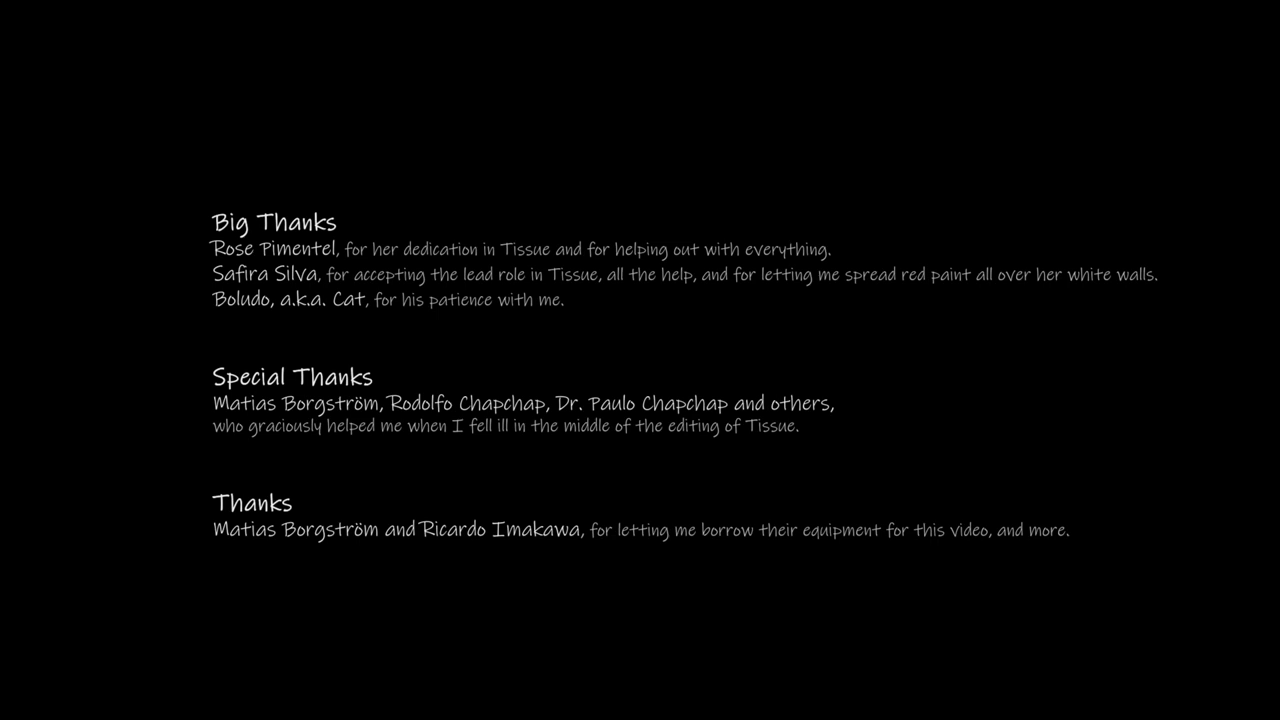 Big Thanks
Rose Pimentel, for her dedication in Tissue and for helping out with everything.
Safira Silva, for accepting the lead role in Tissue, all the help, and for letting me spread red paint all over her white walls.
Boludo, a.k.a. Cat, for his patience with me.
Special Thanks
Matias Borgström, Rodolfo Chapchap, Dr. Paulo Chapchap and others,
who graciously helped me when I fell ill in the middle of the editing of Tissue.
Thanks
Matias Borgström and Ricardo Imakawa, for letting me borrow their equipment for this video, and more.